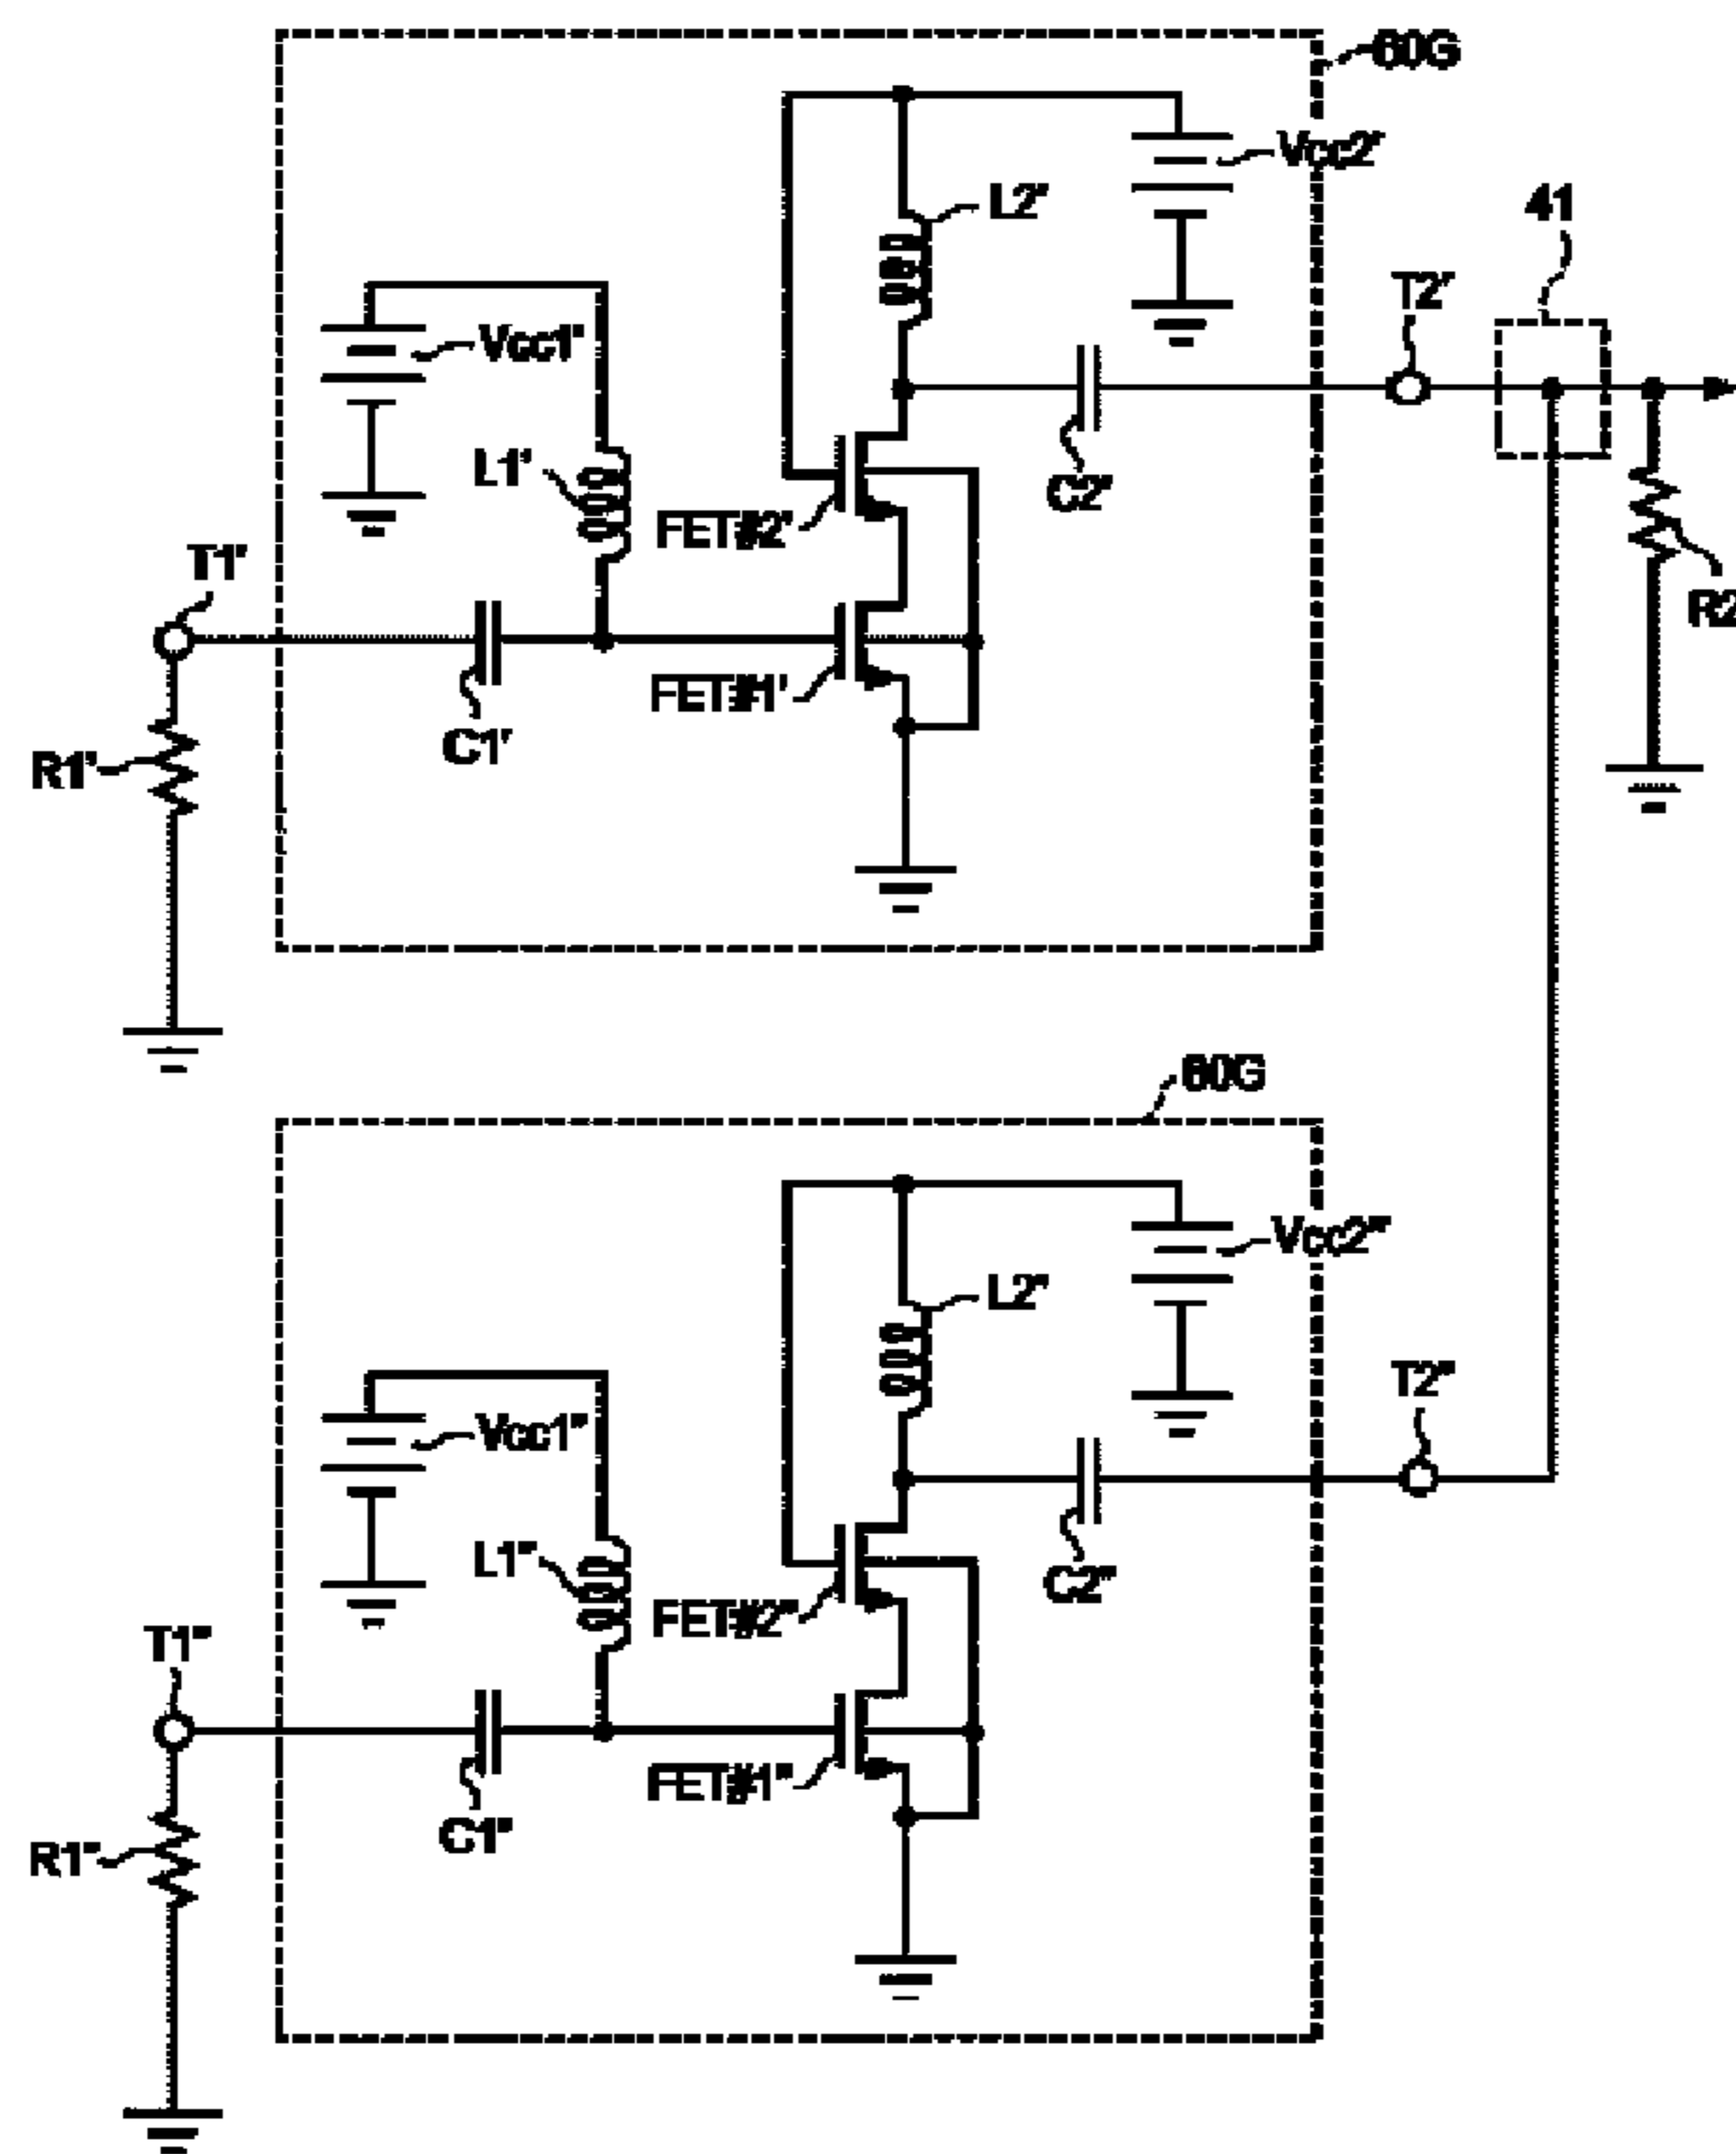 60G
Vcc2'
41
L2'
T2'
Vcc1'
L1'
C2'
FET#2'
T1'
R2
FET#1'
C1'
R1'
60G
Vcc2"
L2"
T2"
Vcc1"
L1"
C2"
FET#2"
T1"
FET#1"
C1"
R1"